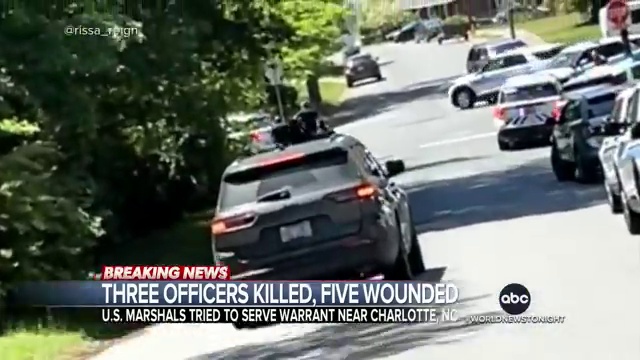 @rissa_reign
BREAKING NEWS
THREE OFFICERS KILLED, FIVE WOUNDED
abc
U.S. MARSHALS TRIED TO SERVE WARRANT NEAR CHARLOTTE, NC
#WORLDNEWSTONIGHT